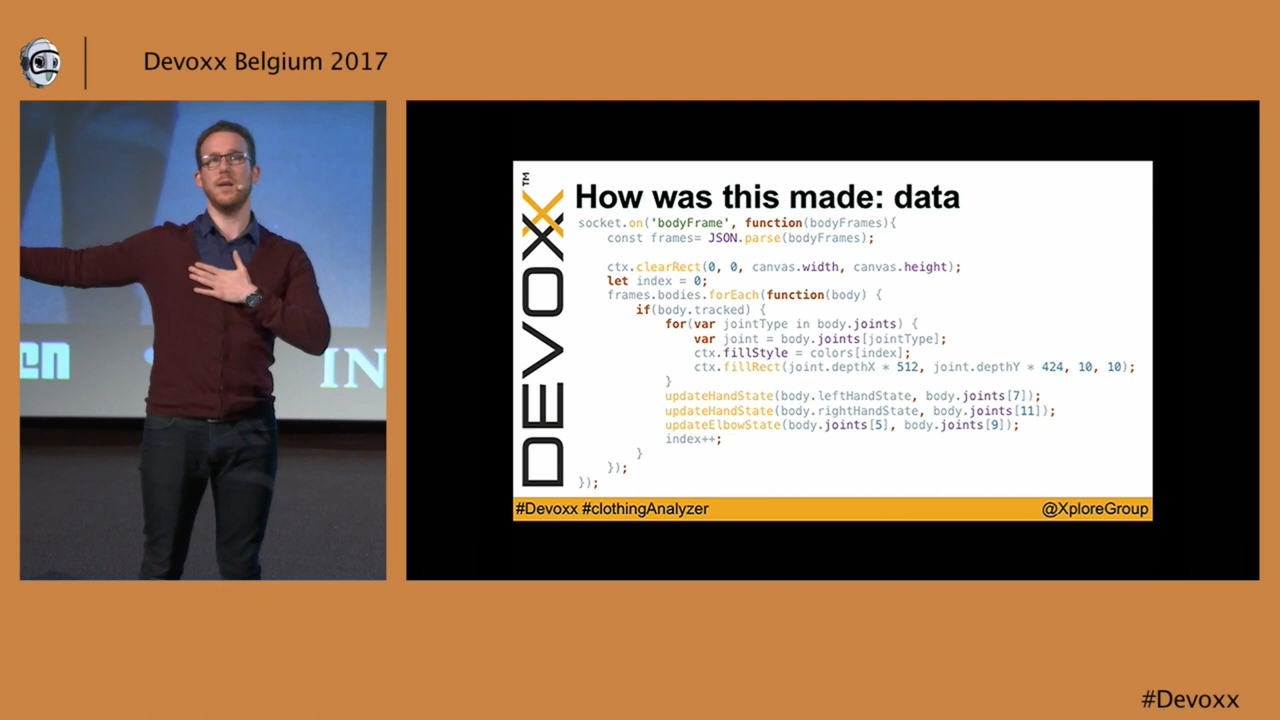 Devoxx Belgium 2017
IN
DEVOXX™
How was this made: data
socket.on('bodyFrame', function(bodyFrames){
const frames= JSON.parse(bodyFrames);
ctx.clearRect(0, 0, canvas.width, canvas.height);
let index = 0;
frames.bodies.forEach(function(body) {
if(body.tracked) {
for(var jointType in body.joints) {
var joint = body.joints[jointType];
ctx.fillStyle = colors[index];
ctx.fillRect(joint.depthX * 512, joint.depthY * 424, 10, 10);
}
updateHandState(body.leftHandState, body.joints[7]);
updateHandState(body.rightHandState, body.joints[11]);
updateElbowState(body.joints[5], body.joints[9]);
index++;
}
});
});
#Devoxx #clothingAnalyzer
@XploreGroup
#Devoxx